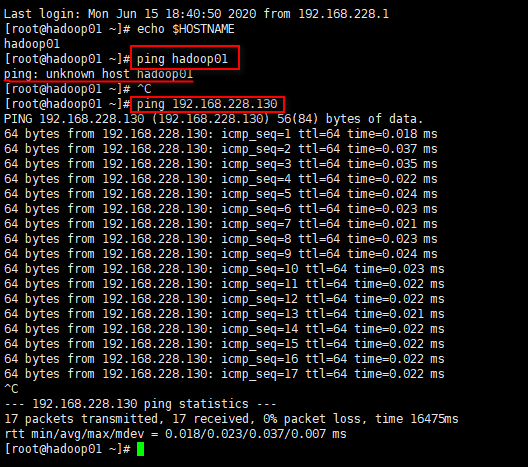 Last login: Mon Jun 15 18:40:50 2020 from 192.168.228.1
[root@hadoop01 ~]# echo $HOSTNAME
hadoop01
[root@hadoop01 ~]# ping hadoop01
ping: unknown host hadoop01
[root@hadoop01 ~]# ^C
[root@hadoop01 ~]# ping 192.168.228.130
PING 192.168.228.130 (192.168.228.130) 56(84) bytes of data.
64 bytes from 192.168.228.130: icmp_seq=1 ttl=64 time=0.018 ms
64 bytes from 192.168.228.130: icmp_seq=2 ttl=64 time=0.037 ms
64 bytes from 192.168.228.130: icmp_seq=3 ttl=64 time=0.035 ms
64 bytes from 192.168.228.130: icmp_seq=4 ttl=64 time=0.022 ms
64 bytes from 192.168.228.130: icmp_seq=5 ttl=64 time=0.024 ms
64 bytes from 192.168.228.130: icmp_seq=6 ttl=64 time=0.023 ms
64 bytes from 192.168.228.130: icmp_seq=7 ttl=64 time=0.021 ms
64 bytes from 192.168.228.130: icmp_seq=8 ttl=64 time=0.023 ms
64 bytes from 192.168.228.130: icmp_seq=9 ttl=64 time=0.024 ms
64 bytes from 192.168.228.130: icmp_seq=10 ttl=64 time=0.023 ms
64 bytes from 192.168.228.130: icmp_seq=11 ttl=64 time=0.022 ms
64 bytes from 192.168.228.130: icmp_seq=12 ttl=64 time=0.022 ms
64 bytes from 192.168.228.130: icmp_seq=13 ttl=64 time=0.021 ms
64 bytes from 192.168.228.130: icmp_seq=14 ttl=64 time=0.022 ms
64 bytes from 192.168.228.130: icmp_seq=15 ttl=64 time=0.022 ms
64 bytes from 192.168.228.130: icmp_seq=16 ttl=64 time=0.022 ms
64 bytes from 192.168.228.130: icmp_seq=17 ttl=64 time=0.022 ms
^C
--- 192.168.228.130 ping statistics ---
17 packets transmitted, 17 received, 0% packet loss, time 16475ms
rtt min/avg/max/mdev = 0.018/0.023/0.037/0.007 ms
[root@hadoop01 ~]#